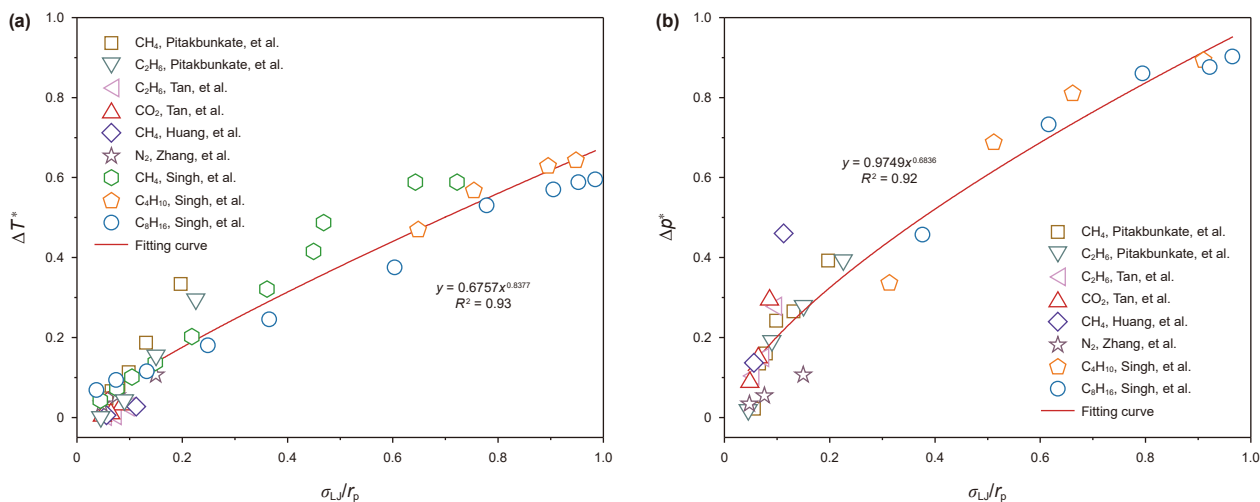 (a)
1.0
0.8
0.6
0.4
0.2
0
ΔT*
CH₄, Pitakbunkate, et al.
C₂H₆, Pitakbunkate, et al.
C₂H₆, Tan, et al.
CO₂, Tan, et al.
CH₄, Huang, et al.
N₂, Zhang, et al.
CH₄, Singh, et al.
C₄H₁₀, Singh, et al.
C₈H₁₆, Singh, et al.
Fitting curve
y = 0.6757x^0.8377
R² = 0.93
0 0.2 0.4 0.6 0.8 1.0
σLJ/rp
(b)
1.0
0.8
0.6
0.4
0.2
0
Δp*
y = 0.9749x^0.6836
R² = 0.92
CH₄, Pitakbunkate, et al.
C₂H₆, Pitakbunkate, et al.
C₂H₆, Tan, et al.
CO₂, Tan, et al.
CH₄, Huang, et al.
N₂, Zhang, et al.
C₄H₁₀, Singh, et al.
C₈H₁₆, Singh, et al.
Fitting curve
0 0.2 0.4 0.6 0.8 1.0
σLJ/rp